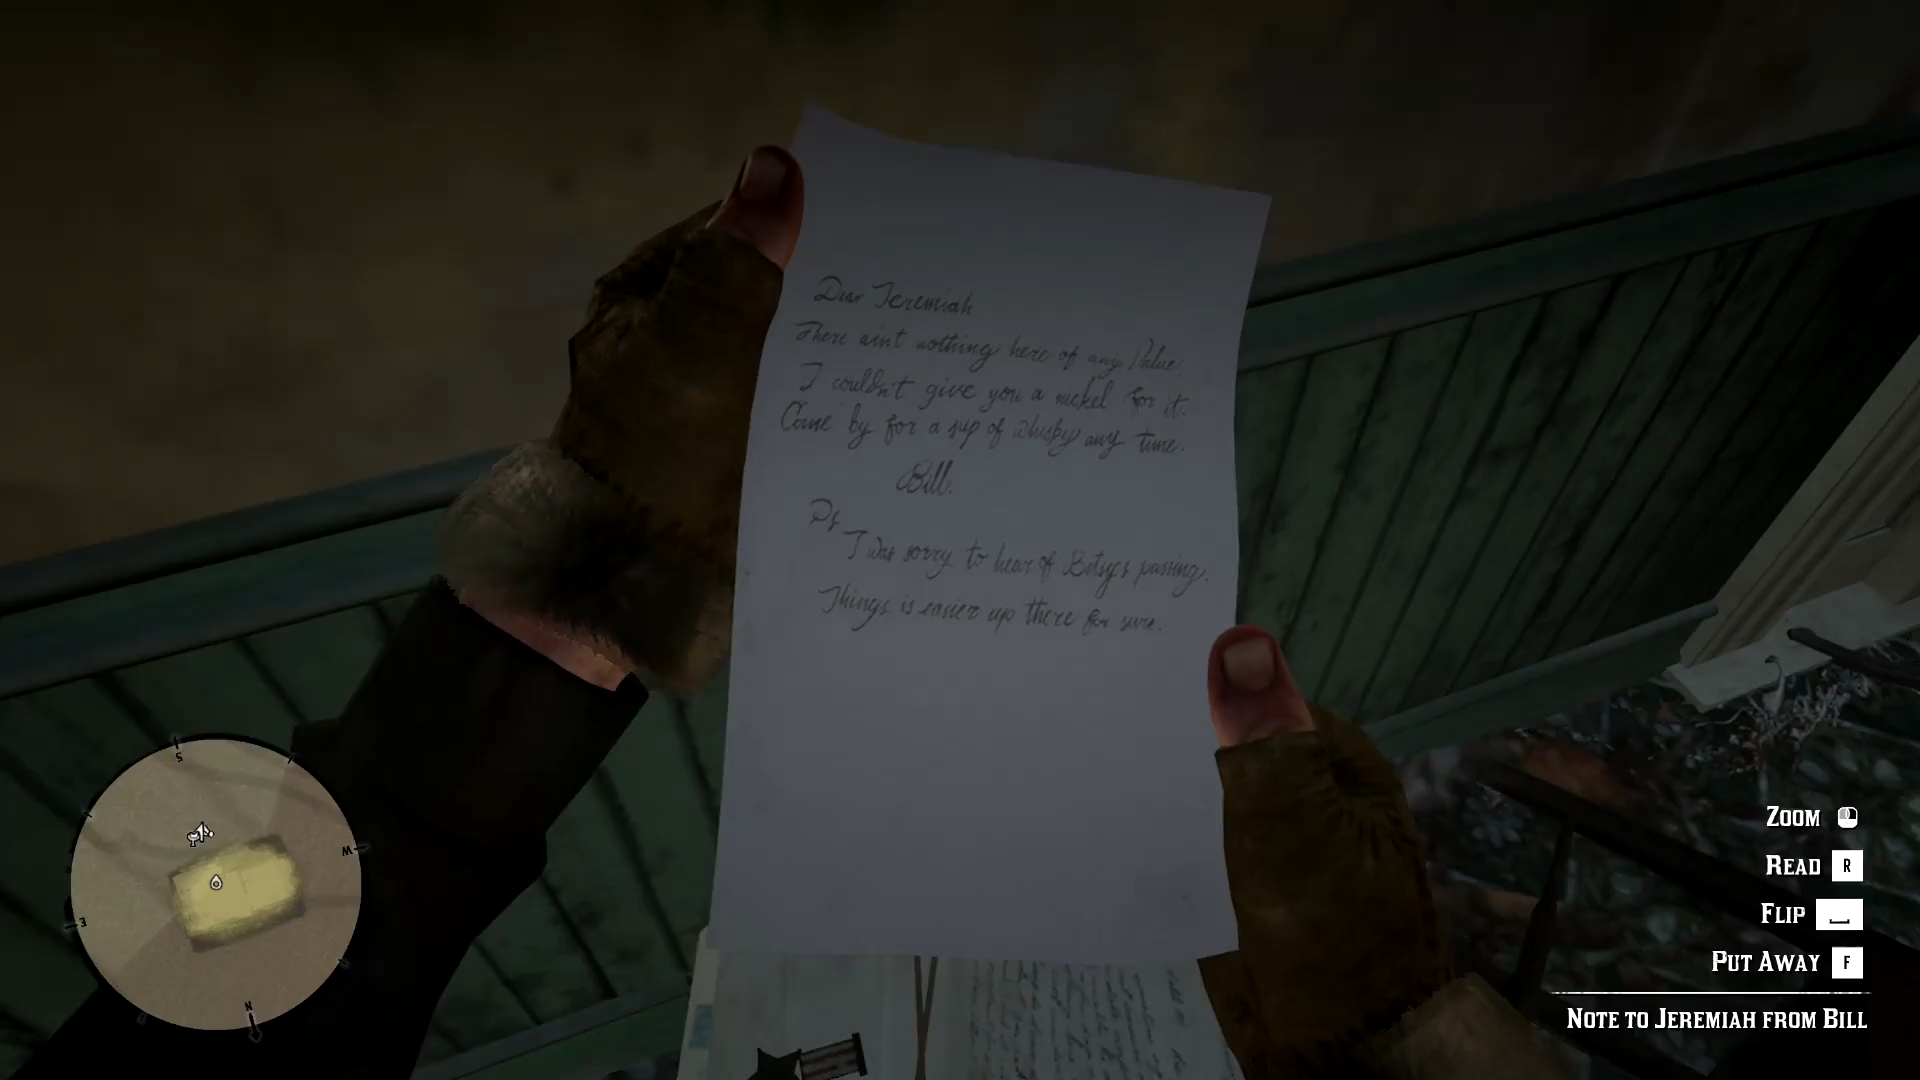 Dear Jeremiah
There aint nothing here of any Value.
I couldn't give you a nickel for it.
Come by for a sup of whisky any time.
Bill.
Ps
I was sorry to hear of Betsys passing.
Things is easier up there for sure.
S
W
E
N
ZOOM
READ R
FLIP
PUT AWAY F
NOTE TO JEREMIAH FROM BILL